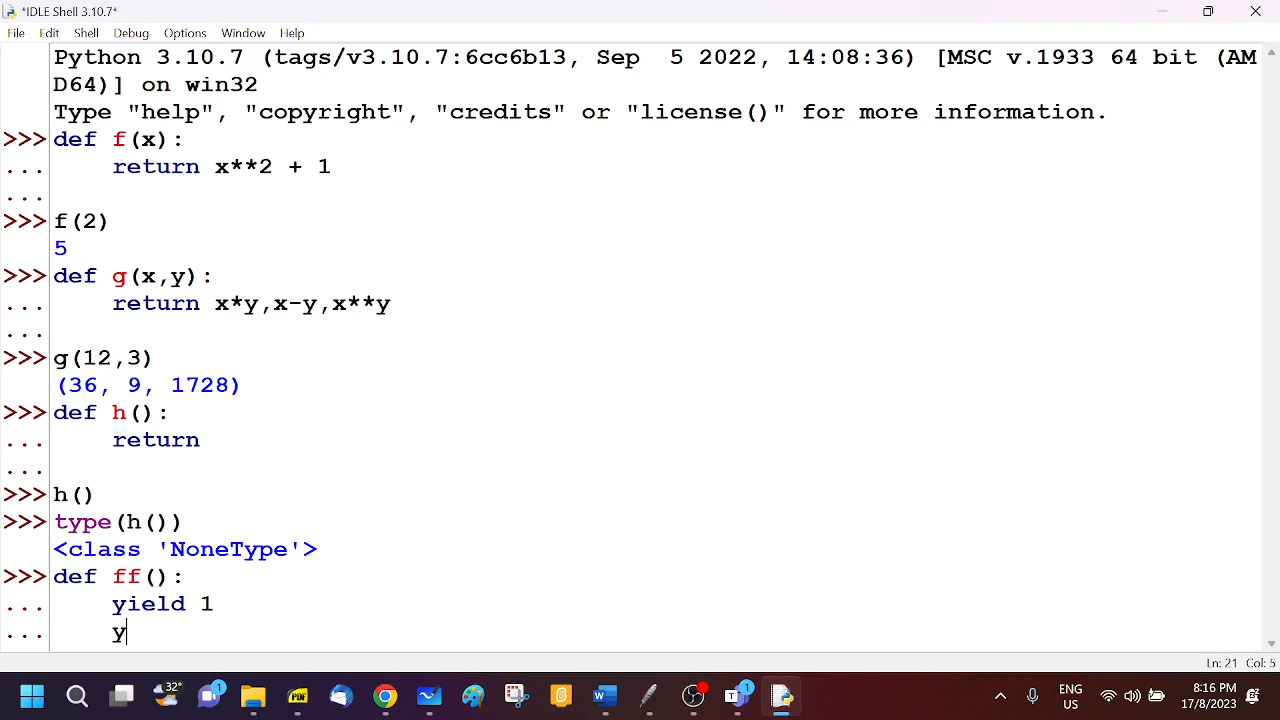 *IDLE Shell 3.10.7*
File Edit Shell Debug Options Window Help
Python 3.10.7 (tags/v3.10.7:6cc6b13, Sep  5 2022, 14:08:36) [MSC v.1933 64 bit (AM
D64)] on win32
Type "help", "copyright", "credits" or "license()" for more information.
>>> def f(x):
...     return x**2 + 1
...
>>> f(2)
5
>>> def g(x,y):
...     return x*y,x-y,x**y
...
>>> g(12,3)
(36, 9, 1728)
>>> def h():
...     return
...
>>> h()
>>> type(h())
<class 'NoneType'>
>>> def ff():
...     yield 1
...     y
Ln: 21 Col: 5
32°
1
PDF
1
ENG
US
8:16 PM
17/8/2023